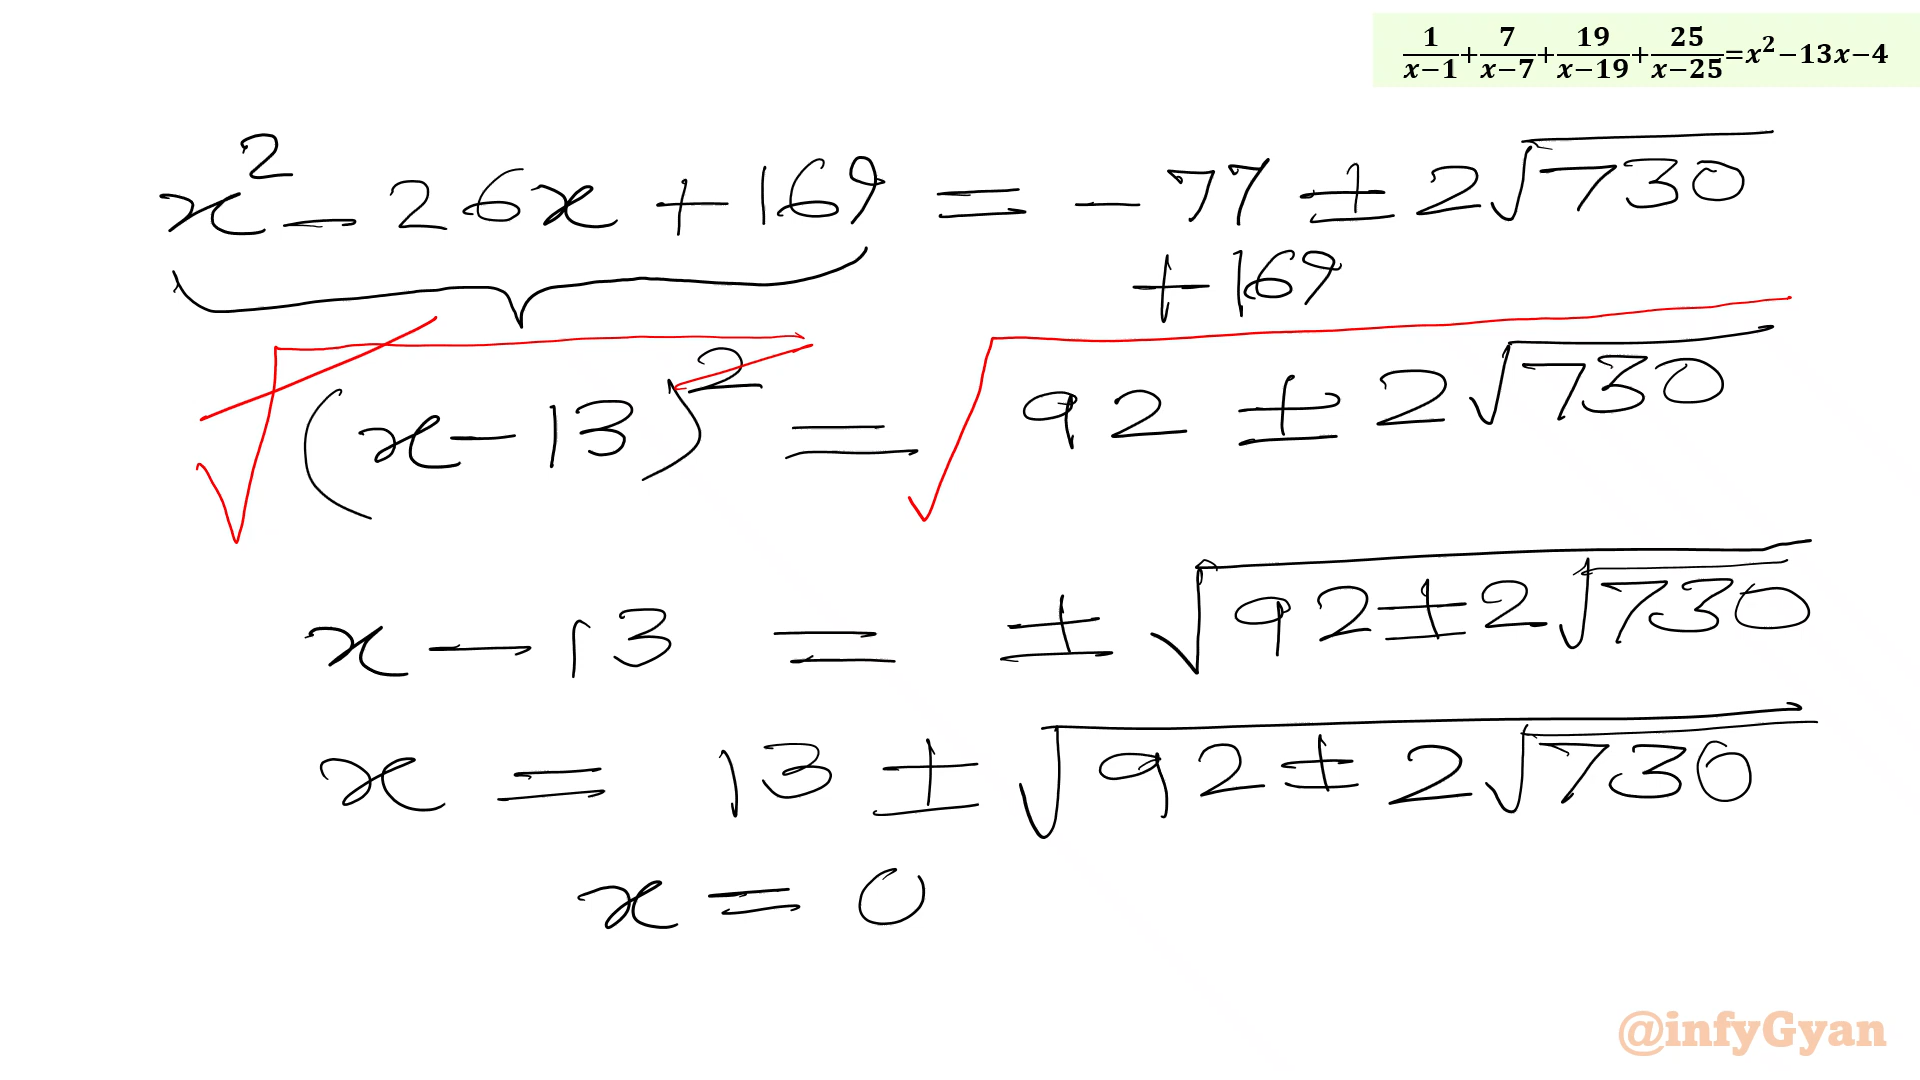 1/(x−1)+7/(x−7)+19/(x−19)+25/(x−25)=x²−13x−4
x² − 26x + 169 = − 77 ± 2√730
+ 169
√(x − 13)² = √92 ± 2√730
x − 13 = ± √92 ± 2√730
x = 13 ± √92 ± 2√730
x = 0
@infyGyan